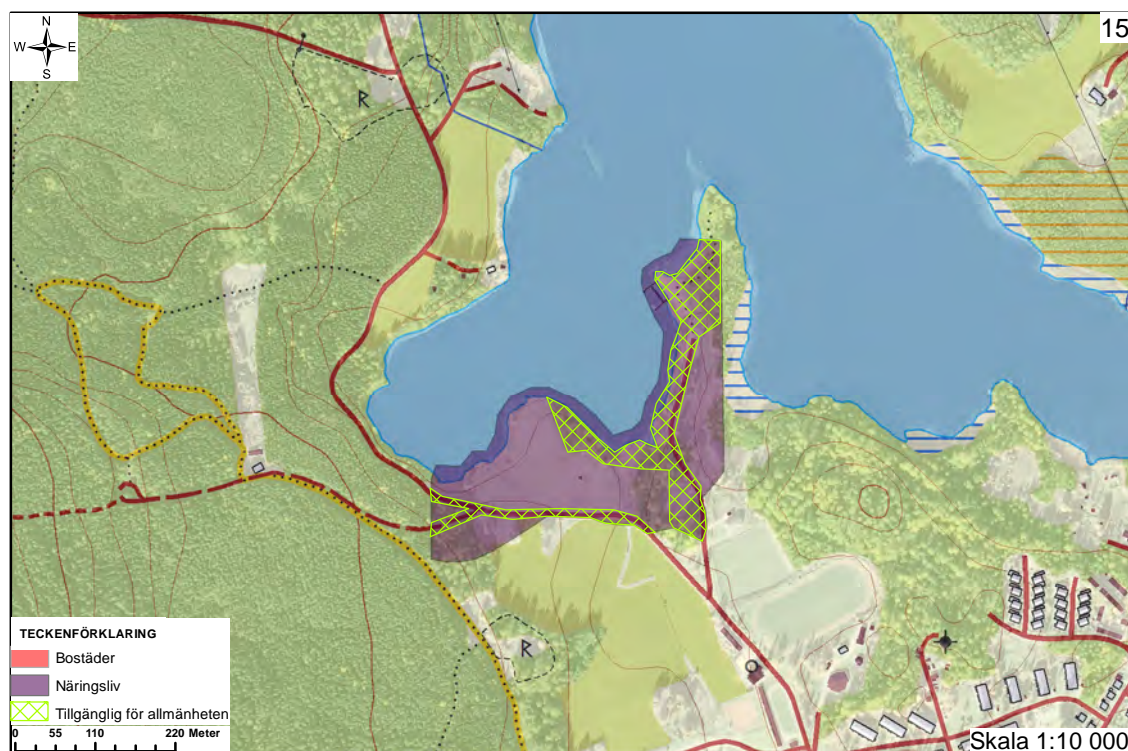 N
W E
S
15
R
R
TECKENFÖRKLARING
Bostäder
Näringsliv
Tillgänglig för allmänheten
0 55 110 220 Meter
Skala 1:10 000